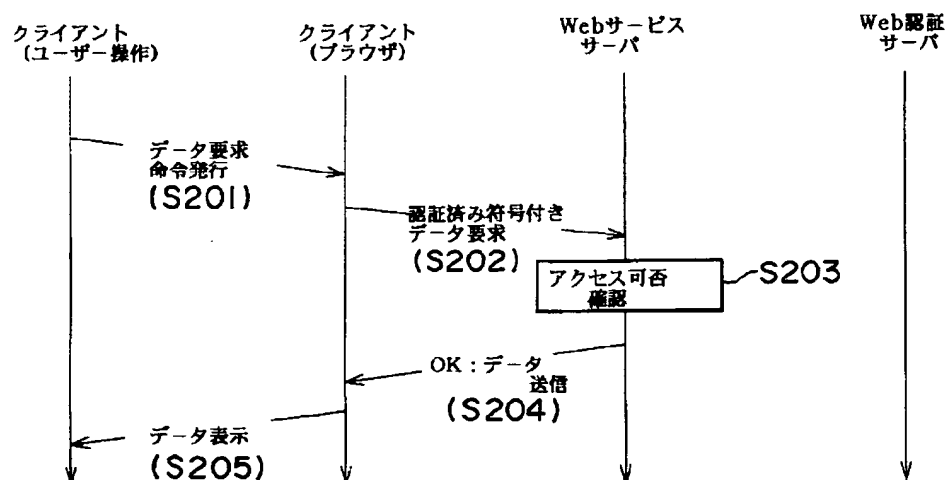 クライアント
(ユーザー操作)
クライアント
(ブラウザ)
Webサービス
サーバ
Web認証
サーバ
データ要求
命令発行
(S201)
認証済み符号付き
データ要求
(S202)
アクセス可否
確認
S203
OK:データ
送信
(S204)
データ表示
(S205)